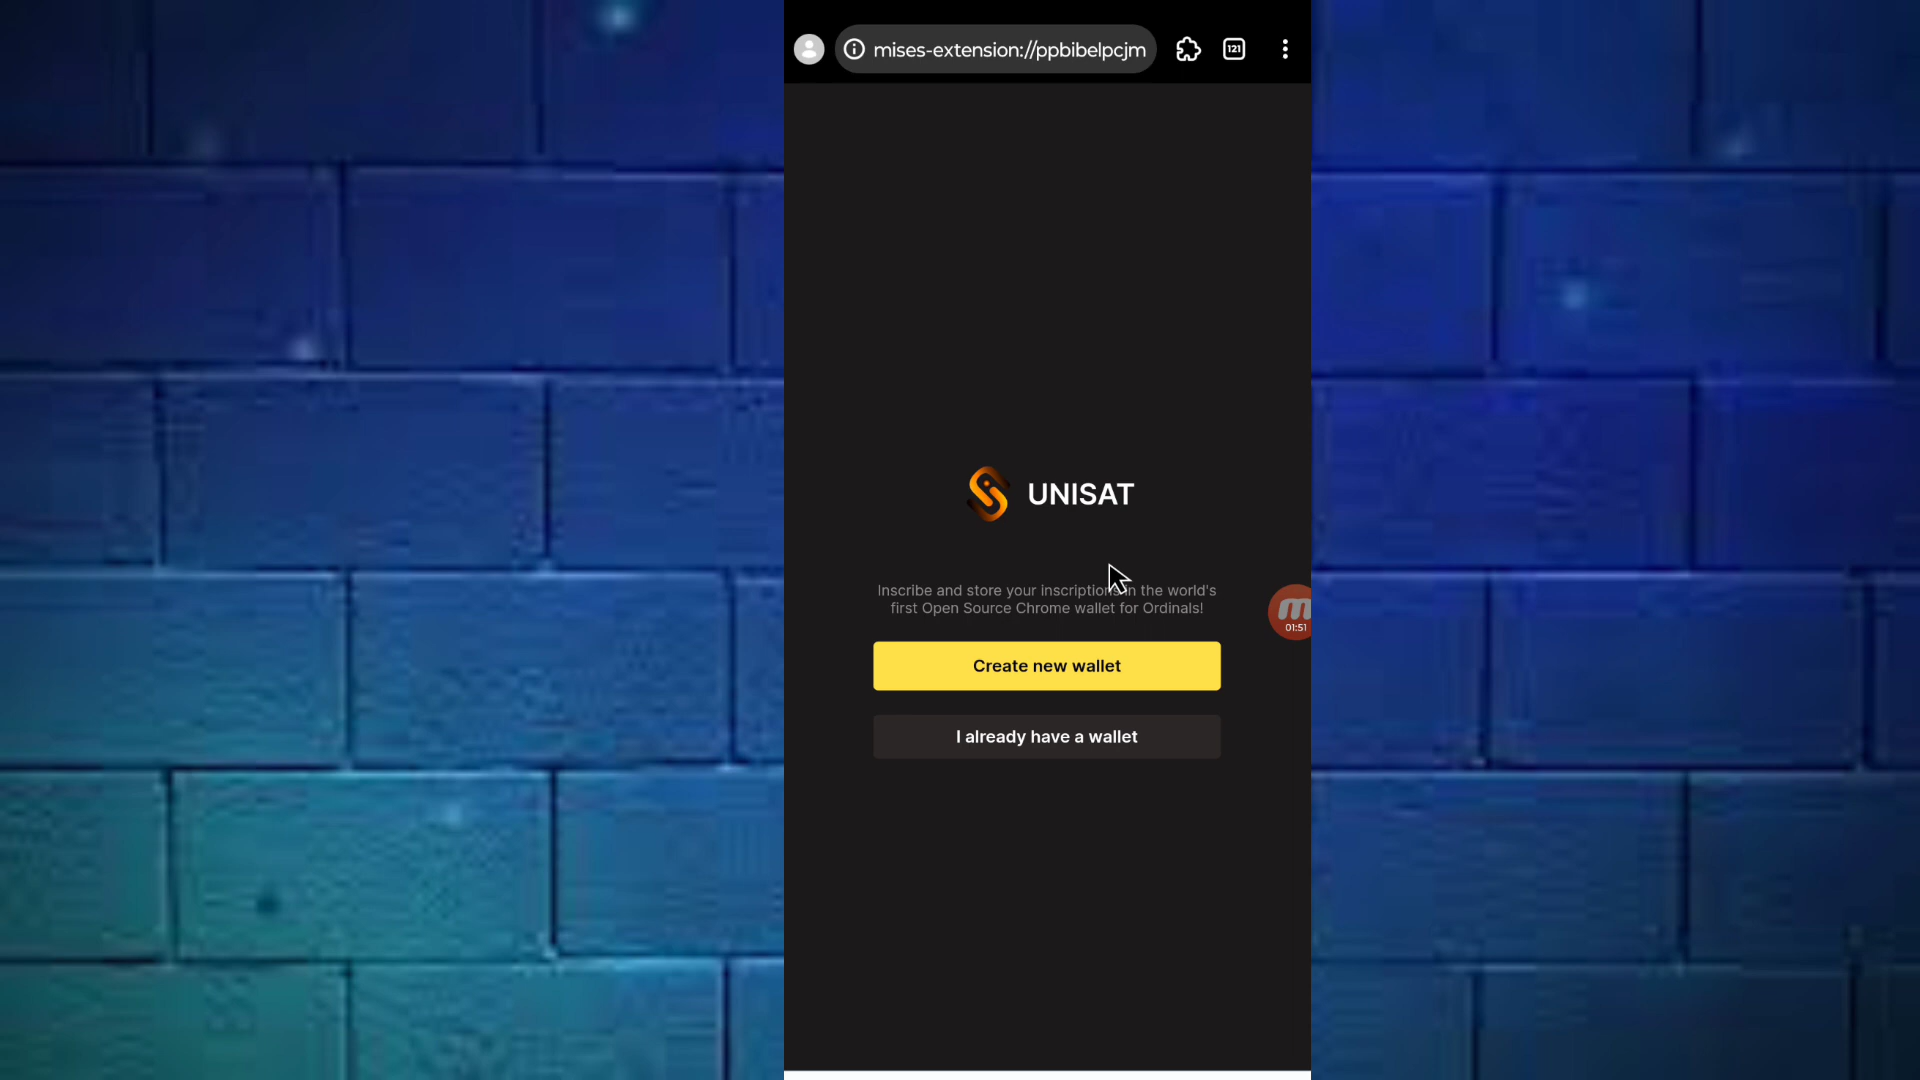 mises-extension://ppbibelpcjm
121
UNISAT
Inscribe and store your inscriptions in the world's
first Open Source Chrome wallet for Ordinals!
01:51
Create new wallet
I already have a wallet